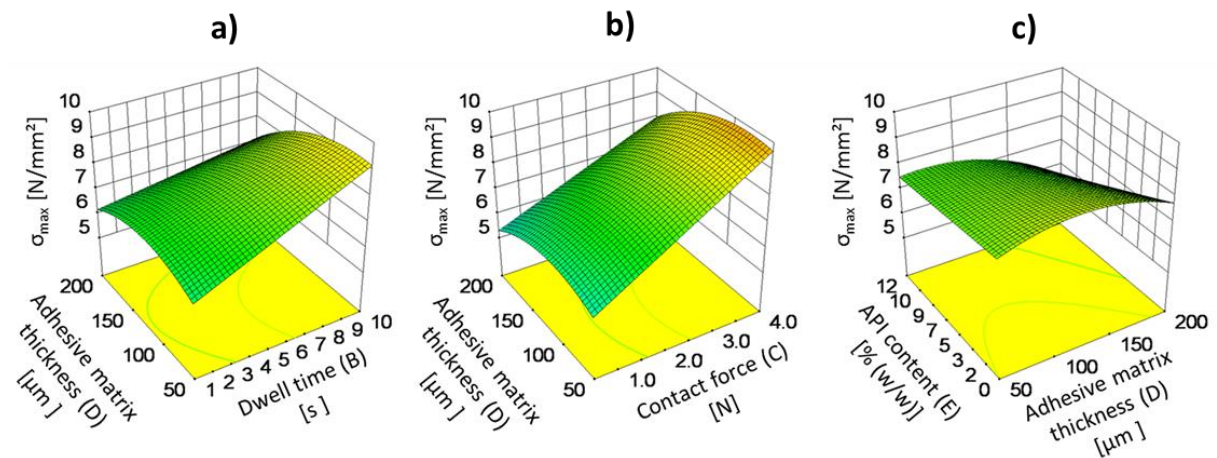 a)
10
9
8
7
6
5
σmax [N/mm²]
200
150
100
50
Adhesive matrix
thickness (D)
[µm ]
1 2 3 4 5 6 7 8 9 10
Dwell time (B)
[s ]
b)
10
9
8
7
6
5
σmax [N/mm²]
200
150
100
50
Adhesive matrix
thickness (D)
[µm ]
1.0 2.0 3.0 4.0
Contact force (C)
[N]
c)
10
9
8
7
6
5
σmax [N/mm²]
12
10
9
7
5
3
2
0
API content (E)
[% (w/w)]
50 100 150 200
Adhesive matrix
thickness (D)
[µm ]